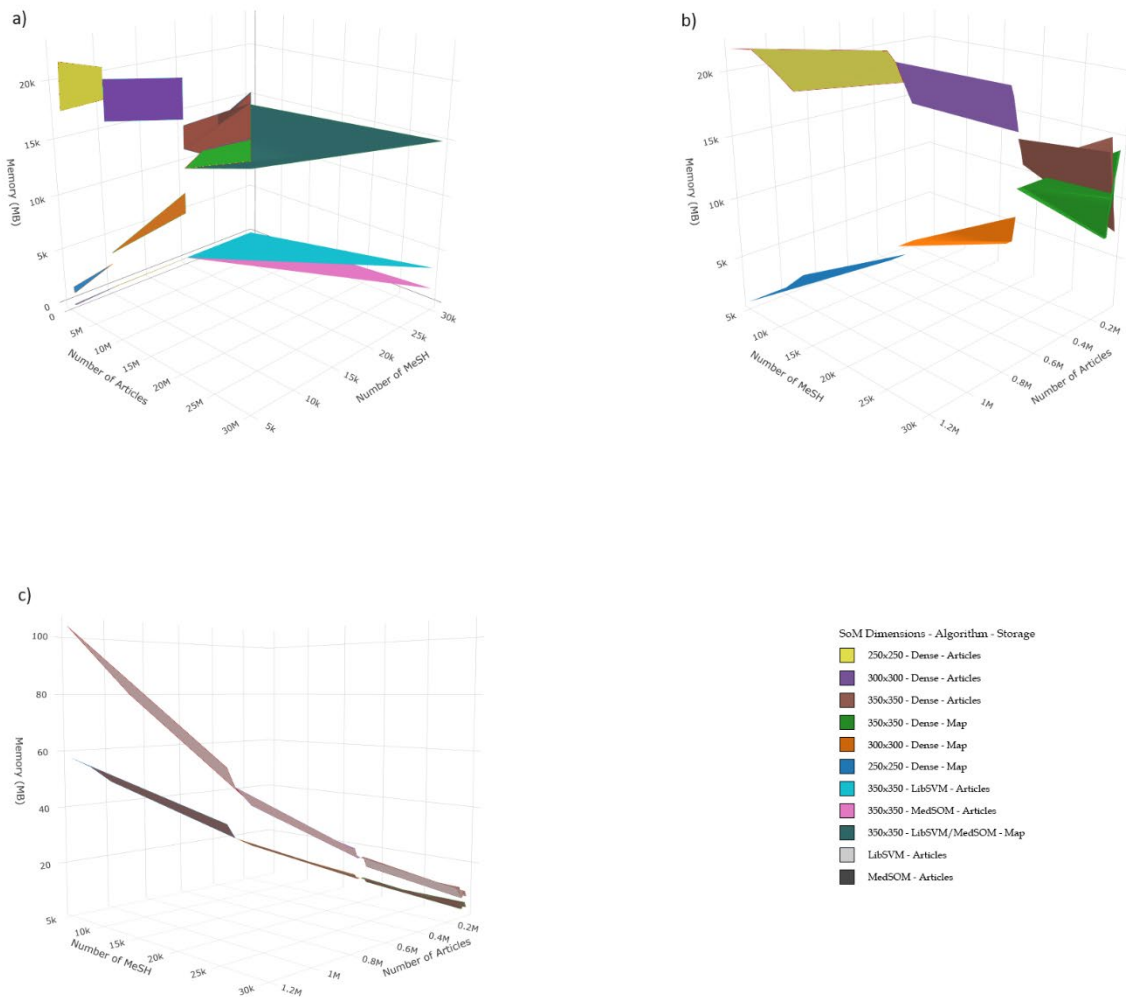 a)
20k
15k
10k
5k
0
Memory (MB)
0
5M
10M
15M
20M
25M
30M
Number of Articles
5k
10k
15k
20k
25k
30k
Number of MeSH
b)
20k
15k
10k
5k
Memory (MB)
5k
10k
15k
20k
25k
30k
Number of MeSH
1.2M
1M
0.8M
0.6M
0.4M
0.2M
Number of Articles
c)
100
80
60
40
20
Memory (MB)
5k
10k
15k
20k
25k
30k
Number of MeSH
1.2M
1M
0.8M
0.6M
0.4M
0.2M
Number of Articles
SoM Dimensions - Algorithm - Storage
250x250 - Dense - Articles
300x300 - Dense - Articles
350x350 - Dense - Articles
350x350 - Dense - Map
300x300 - Dense - Map
250x250 - Dense - Map
350x350 - LibSVM - Articles
350x350 - MedSOM - Articles
350x350 - LibSVM/MedSOM - Map
LibSVM - Articles
MedSOM - Articles